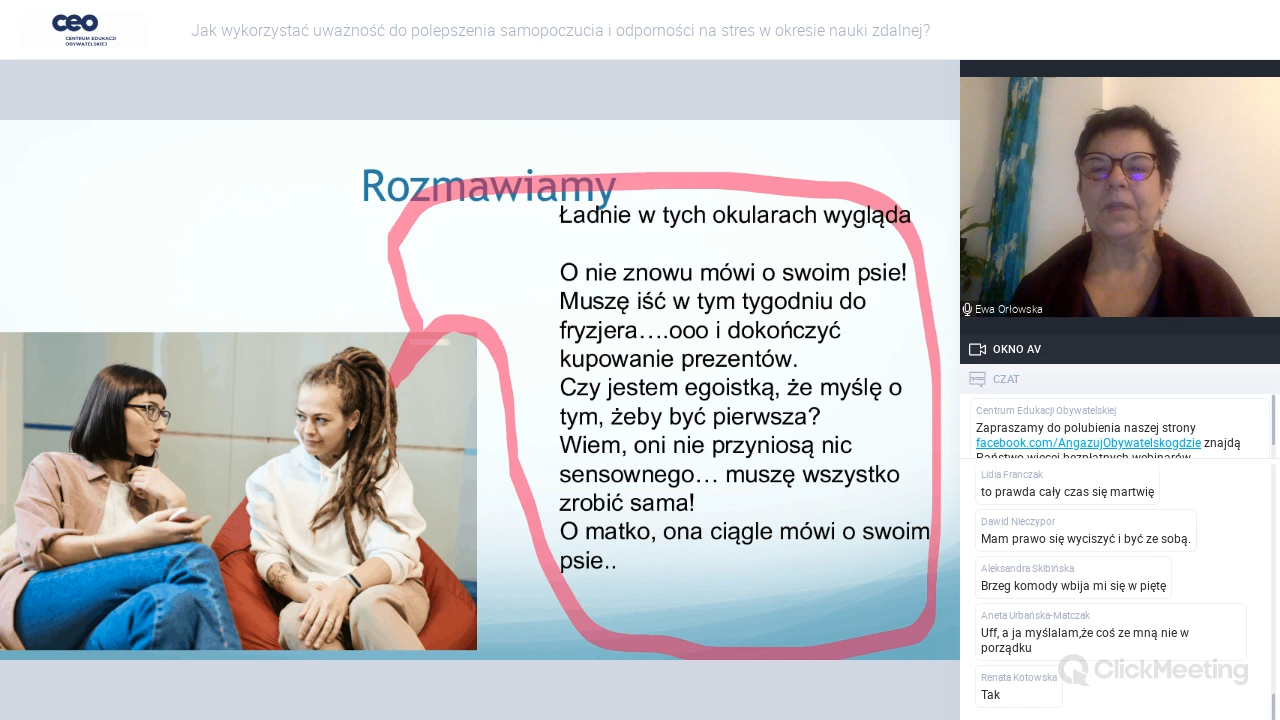 ceo
CENTRUM EDUKACJI
OBYWATELSKIEJ
Jak wykorzystać uważność do polepszenia samopoczucia i odporności na stres w okresie nauki zdalnej?
Rozmawiamy
Ładnie w tych okularach wygląda
O nie znowu mówi o swoim psie!
Muszę iść w tym tygodniu do
fryzjera….ooo i dokończyć
kupowanie prezentów.
Czy jestem egoistką, że myślę o
tym, żeby być pierwsza?
Wiem, oni nie przyniosą nic
sensownego… muszę wszystko
zrobić sama!
O matko, ona ciągle mówi o swoim
psie..
Ewa Orłowska
OKNO AV
CZAT
Centrum Edukacji Obywatelskiej
Zapraszamy do polubienia naszej strony
facebook.com/AngazujObywatelskogdzie znajdą
Państwo więcej bezpłatnych webinarów
Lidia Franczak
to prawda cały czas się martwię
Dawid Nieczypor
Mam prawo się wyciszyć i być ze sobą.
Aleksandra Skibińska
Brzeg komody wbija mi się w piętę
Aneta Urbańska-Matczak
Uff, a ja myślalam,że coś ze mną nie w
porządku
Renata Kotowska
Tak
ClickMeeting